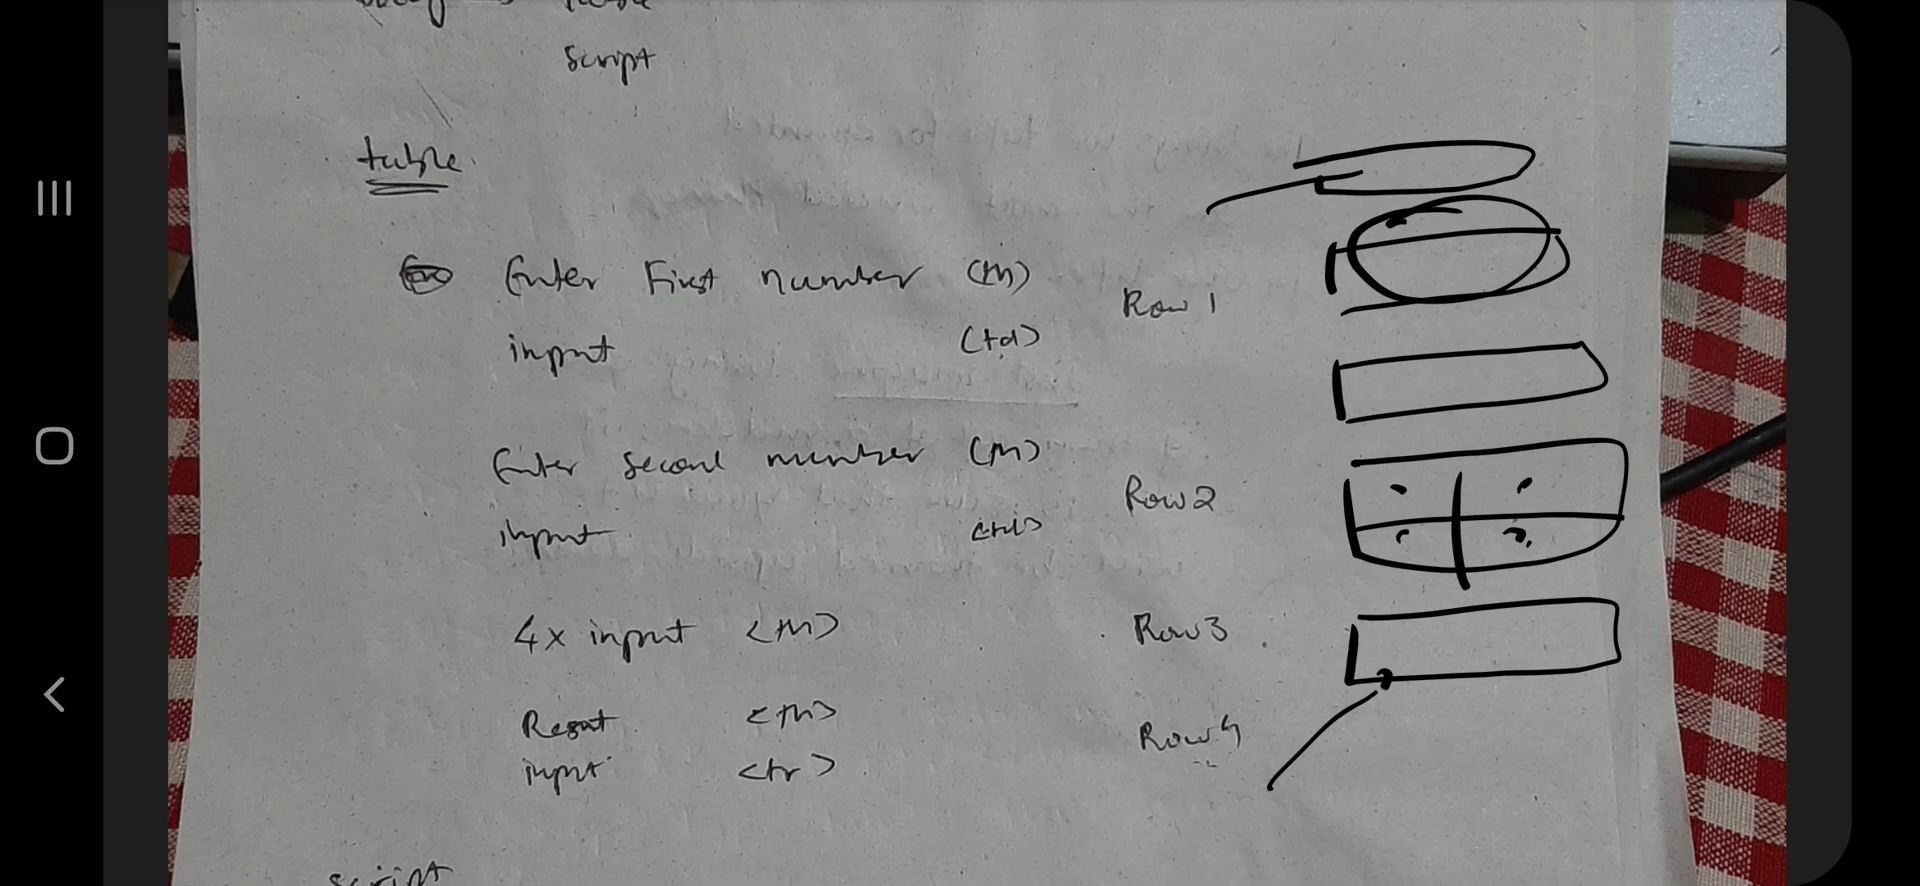 script
table
Enter First number (th) Row 1
input (td)
Enter second number (th) Row 2
input <td>
4x input <th> Row 3
Result <th> Row 4
input <tr>
script